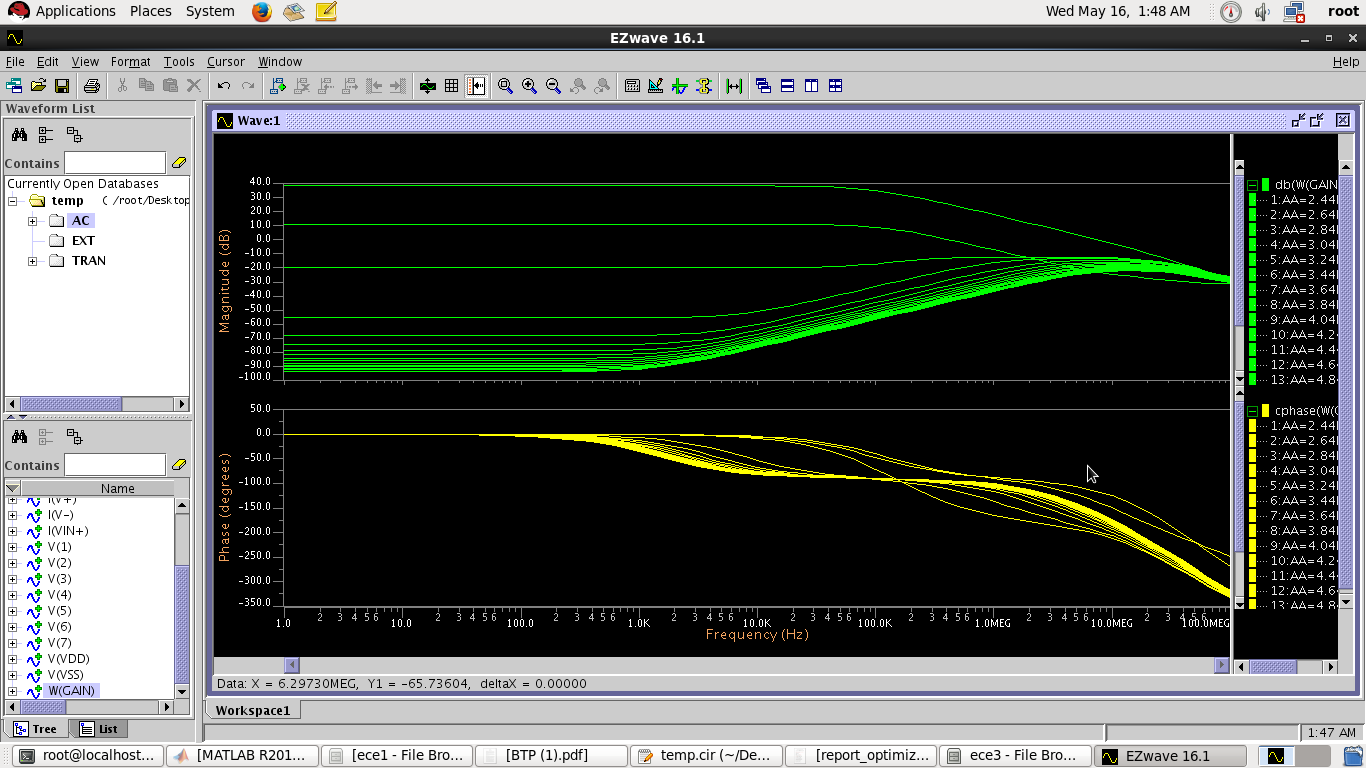 Applications Places System Wed May 16, 1:48 AM root
EZwave 16.1
File Edit View Format Tools Cursor Window Help
Waveform List
Contains
Currently Open Databases
temp ( /root/Desktop
AC
EXT
TRAN
Contains
Name
I(V+)
I(V-)
I(VIN+)
V(1)
V(2)
V(3)
V(4)
V(5)
V(6)
V(7)
V(VDD)
V(VSS)
W(GAIN)
Tree List
Wave:1
Magnitude (dB)
40.0
30.0
20.0
10.0
0.0
-10.0
-20.0
-30.0
-40.0
-50.0
-60.0
-70.0
-80.0
-90.0
-100.0
Phase (degrees)
50.0
0.0
-50.0
-100.0
-150.0
-200.0
-250.0
-300.0
-350.0
1.0 2 3 4 5 6 10.0 2 3 4 5 6 100.0 2 3 4 5 6 1.0K 2 3 4 5 6 10.0K 2 3 4 5 6 100.0K 2 3 4 5 6 1.0MEG 2 3 4 5 6 10.0MEG 2 3 4 5 6 100.0MEG
Frequency (Hz)
db(W(GAIN
1:AA=2.44
2:AA=2.64
3:AA=2.84
4:AA=3.04
5:AA=3.24
6:AA=3.44
7:AA=3.64
8:AA=3.84
9:AA=4.04
10:AA=4.2
11:AA=4.4
12:AA=4.6
13:AA=4.8
cphase(W(
1:AA=2.44
2:AA=2.64
3:AA=2.84
4:AA=3.04
5:AA=3.24
6:AA=3.44
7:AA=3.64
8:AA=3.84
9:AA=4.04
10:AA=4.2
11:AA=4.4
12:AA=4.6
13:AA=4.8
Data: X = 6.29730MEG, Y1 = -65.73604, deltaX = 0.00000
Workspace1
1:47 AM
root@localhost... [MATLAB R201... [ece1 - File Bro... [BTP (1).pdf] temp.cir (~/De... [report_optimiz... ece3 - File Bro... EZwave 16.1